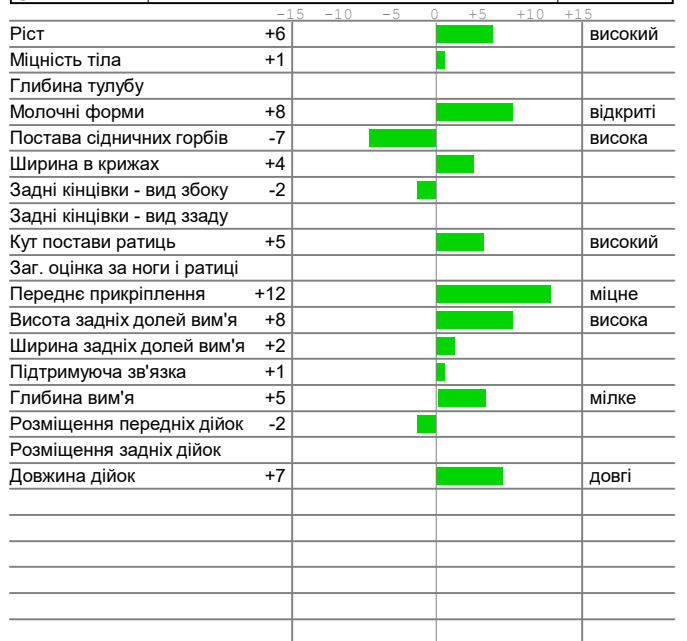 -15 -10 -5 0 +5 +10 +15
Ріст +6 високий
Міцність тіла +1
Глибина тулубу
Молочні форми +8 відкриті
Постава сідничних горбів -7 висока
Ширина в крижах +4
Задні кінцівки - вид збоку -2
Задні кінцівки - вид ззаду
Кут постави ратиць +5 високий
Заг. оцінка за ноги і ратиці
Переднє прикріплення +12 міцне
Висота задніх долей вим'я +8 висока
Ширина задніх долей вим'я +2
Підтримуюча зв'язка +1
Глибина вим'я +5 мілке
Розміщення передніх дійок -2
Розміщення задніх дійок
Довжина дійок +7 довгі